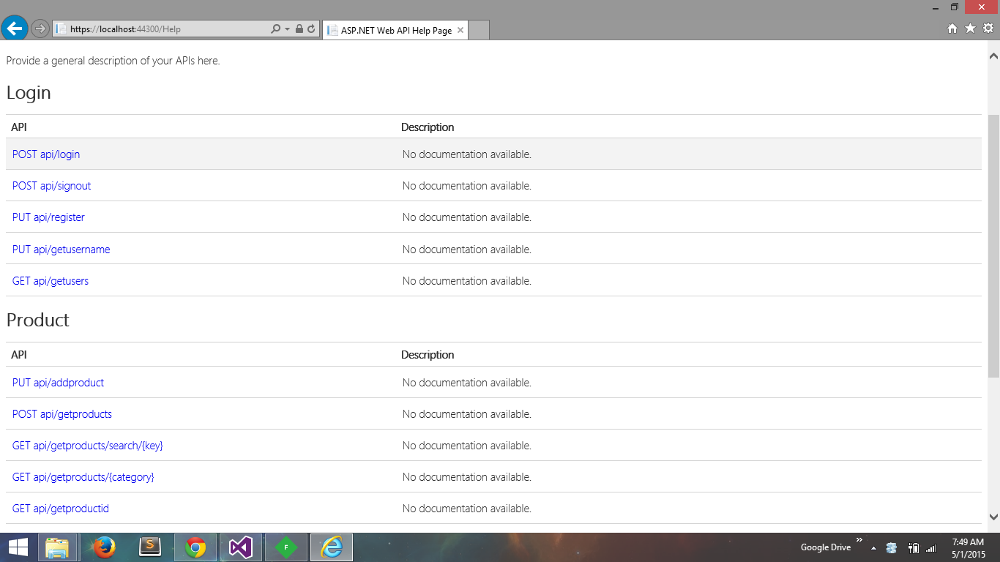 https://localhost:44300/Help
ASP.NET Web API Help Page
Provide a general description of your APIs here.
Login
API Description
POST api/login No documentation available.
POST api/signout No documentation available.
PUT api/register No documentation available.
PUT api/getusername No documentation available.
GET api/getusers No documentation available.
Product
API Description
PUT api/addproduct No documentation available.
POST api/getproducts No documentation available.
GET api/getproducts/search/{key} No documentation available.
GET api/getproducts/{category} No documentation available.
GET api/getproductid No documentation available.
S
F
Google Drive
7:49 AM
5/1/2015